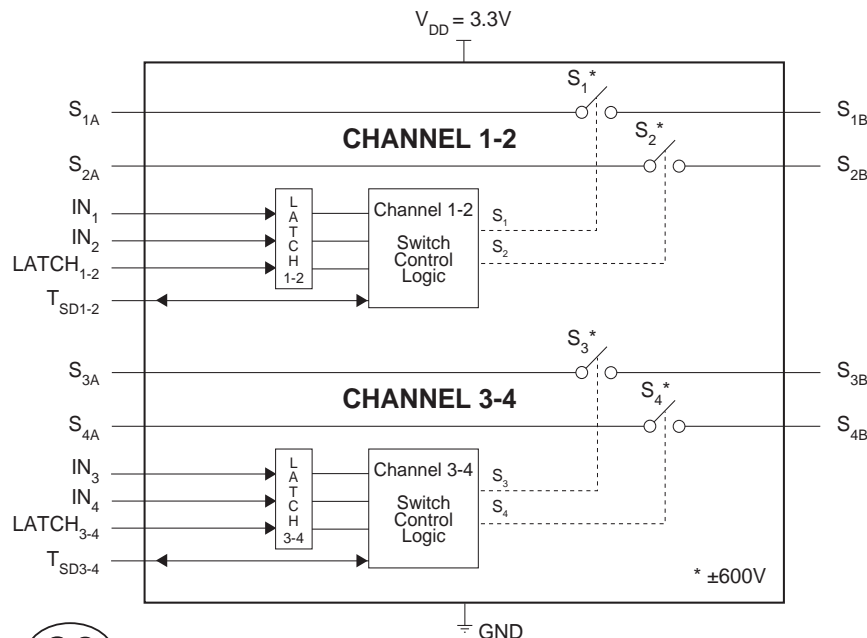 V_DD = 3.3V
S_1*
S_1A
S_1B
CHANNEL 1-2
S_2*
S_2A
S_2B
IN_1
IN_2
LATCH_1-2
T_SD1-2
LATCH
1-2
Channel 1-2
Switch
Control
Logic
S_1
S_2
S_3*
S_3A
S_3B
CHANNEL 3-4
S_4*
S_4A
S_4B
IN_3
IN_4
LATCH_3-4
T_SD3-4
LATCH
3-4
Channel 3-4
Switch
Control
Logic
S_3
S_4
* ±600V
GND